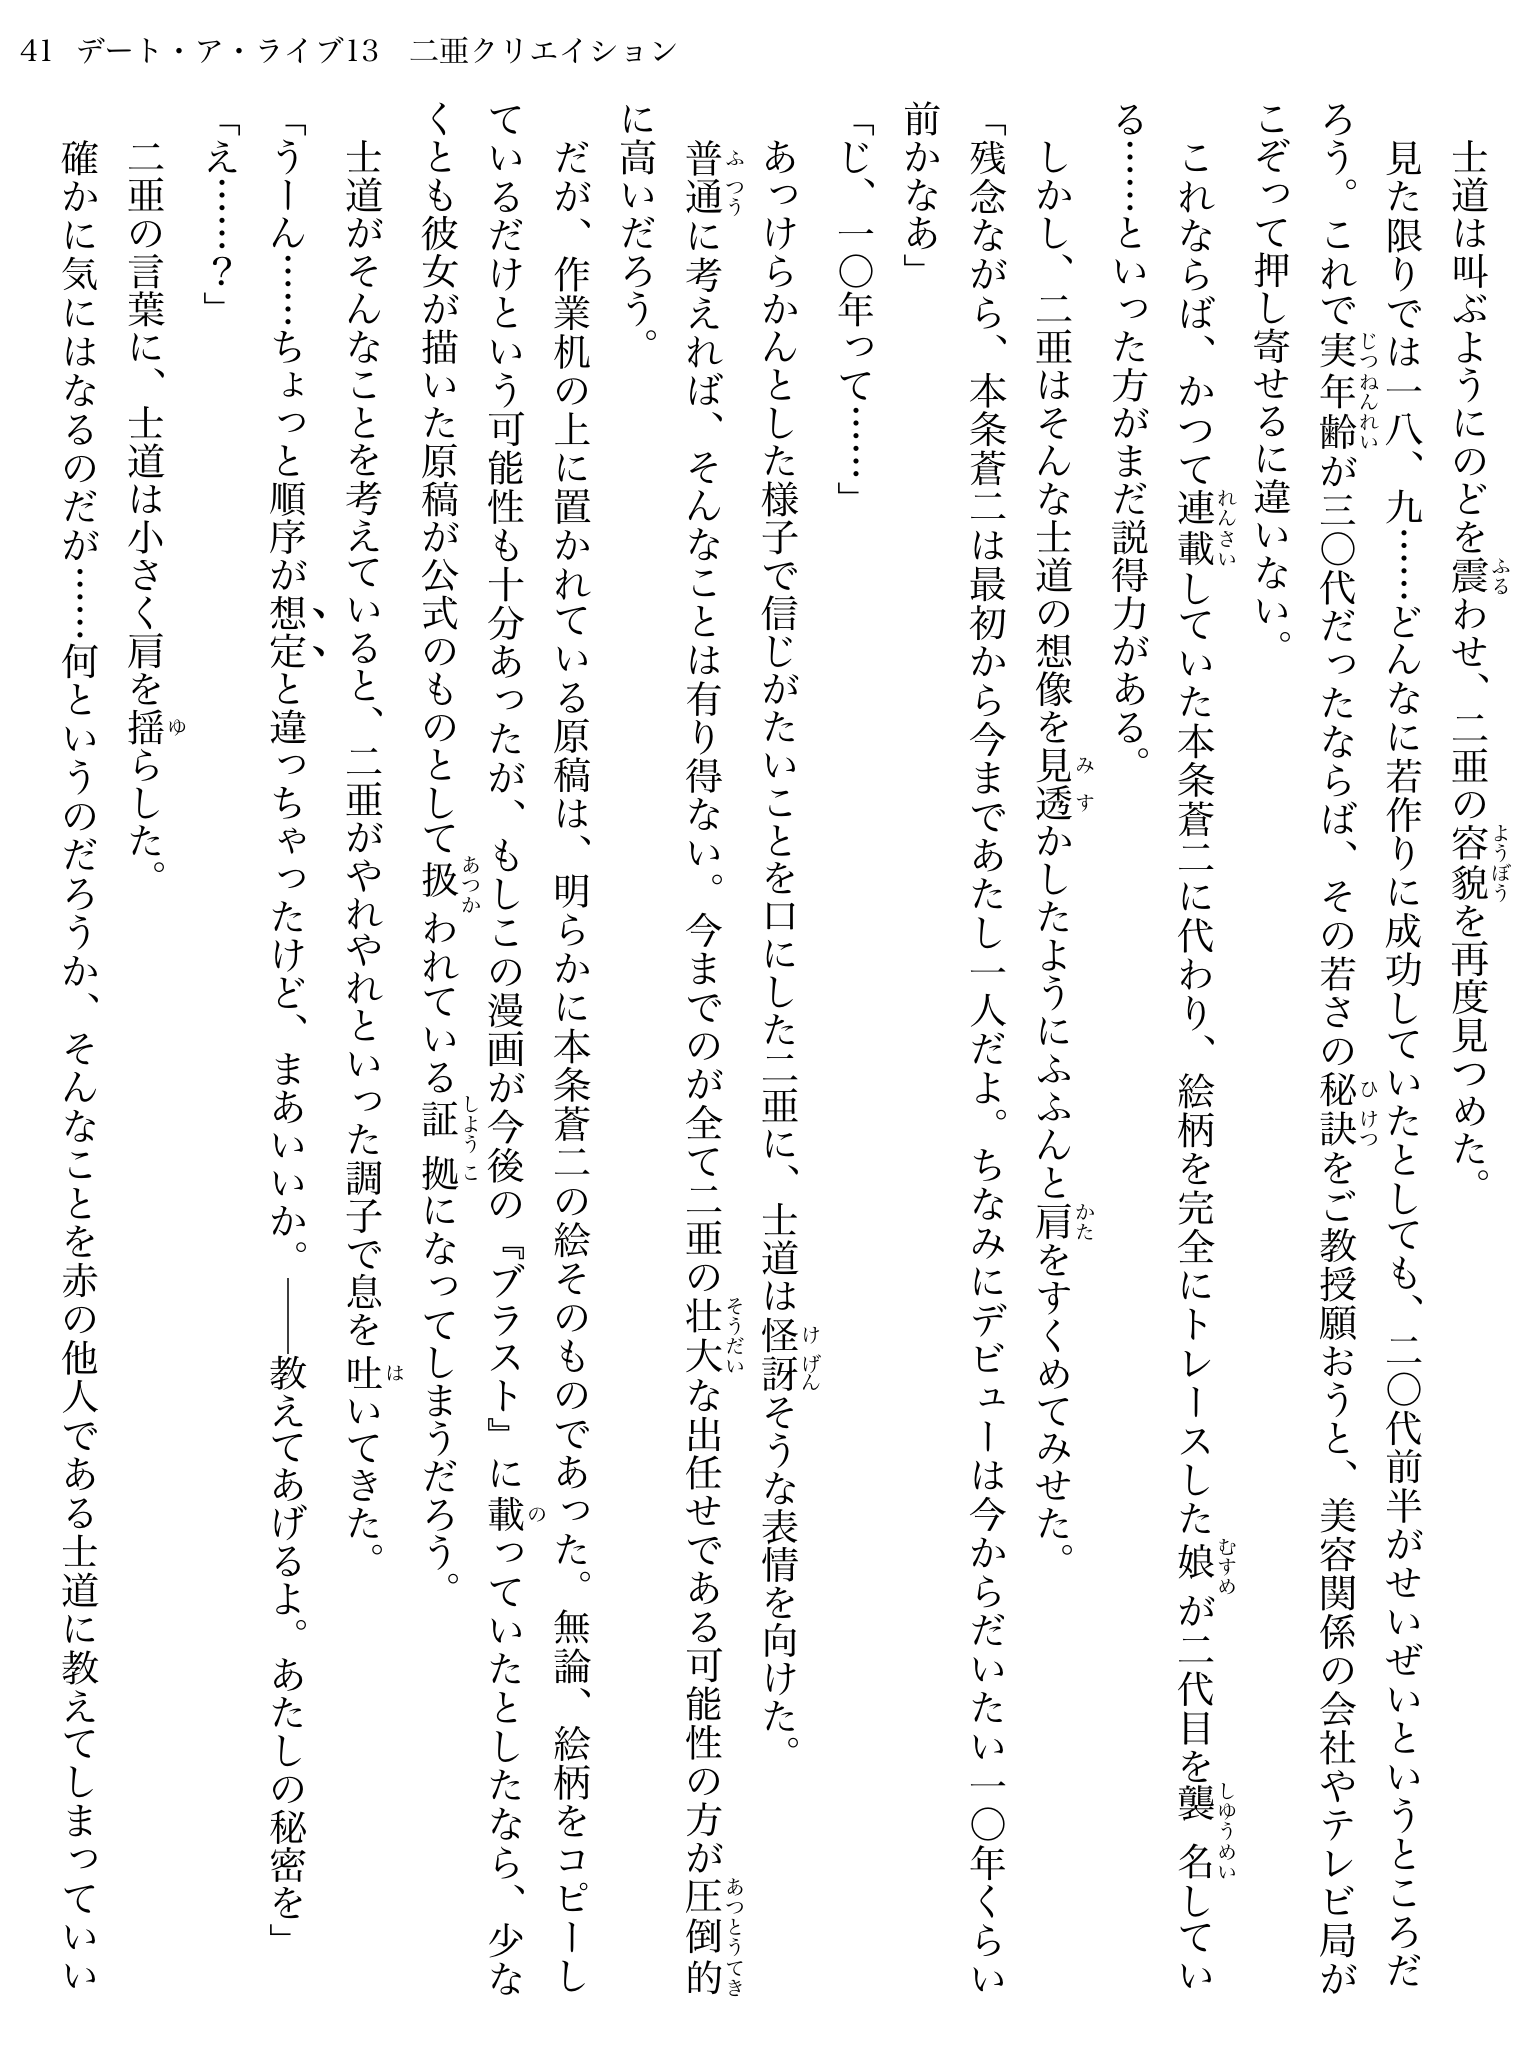 41 デート・ア・ライブ13 二亜クリエイション
　士道は叫ぶようにのどを震わせ、二亜の容貌を再度見つめた。
　見た限りでは一八、九……どんなに若作りに成功していたとしても、二〇代前半がせいぜいというところだ
ろう。これで実年齢が三〇代だったならば、その若さの秘訣をご教授願おうと、美容関係の会社やテレビ局が
こぞって押し寄せるに違いない。
　これならば、かつて連載していた本条蒼二に代わり、絵柄を完全にトレースした娘が二代目を襲名してい
る……といった方がまだ説得力がある。
　しかし、二亜はそんな士道の想像を見透かしたようにふふんと肩をすくめてみせた。
「残念ながら、本条蒼二は最初から今まであたし一人だよ。ちなみにデビューは今からだいたい一〇年くらい
前かなあ」
「じ、一〇年って……」
　あっけらかんとした様子で信じがたいことを口にした二亜に、士道は怪訝そうな表情を向けた。
　普通に考えれば、そんなことは有り得ない。今までのが全て二亜の壮大な出任せである可能性の方が圧倒的
に高いだろう。
　だが、作業机の上に置かれている原稿は、明らかに本条蒼二の絵そのものであった。無論、絵柄をコピーし
ているだけという可能性も十分あったが、もしこの漫画が今後の『ブラスト』に載っていたとしたなら、少な
くとも彼女が描いた原稿が公式のものとして扱われている証拠になってしまうだろう。
　士道がそんなことを考えていると、二亜がやれやれといった調子で息を吐いてきた。
「うーん……ちょっと順序が想定と違っちゃったけど、まあいいか。――教えてあげるよ。あたしの秘密を」
「え……？」
　二亜の言葉に、士道は小さく肩を揺らした。
　確かに気にはなるのだが……何というのだろうか、そんなことを赤の他人である士道に教えてしまっていい